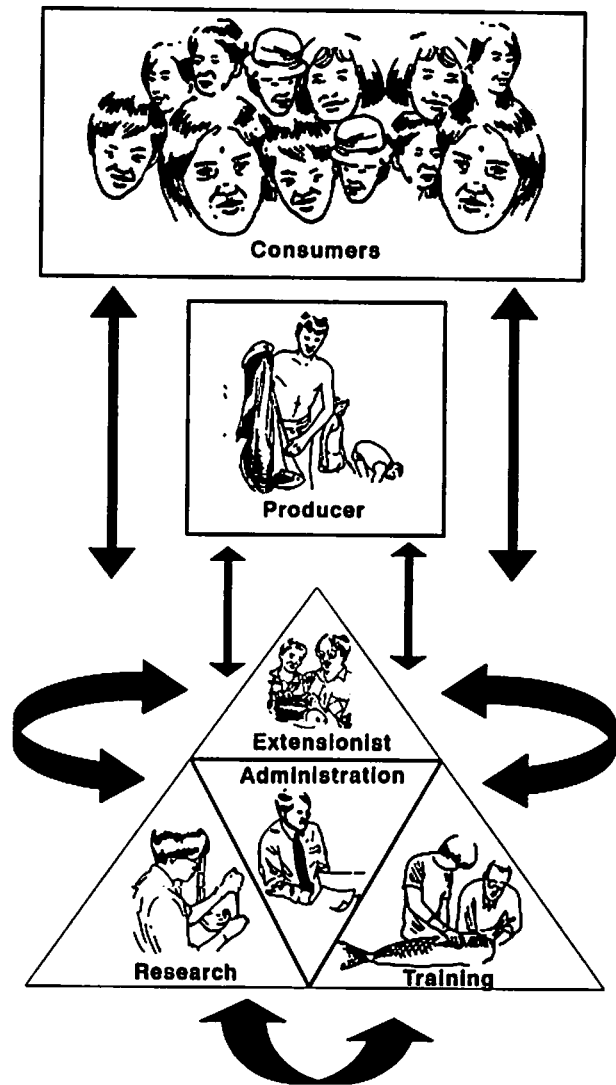 Consumers
Producer
Extensionist
Administration
Research
Training